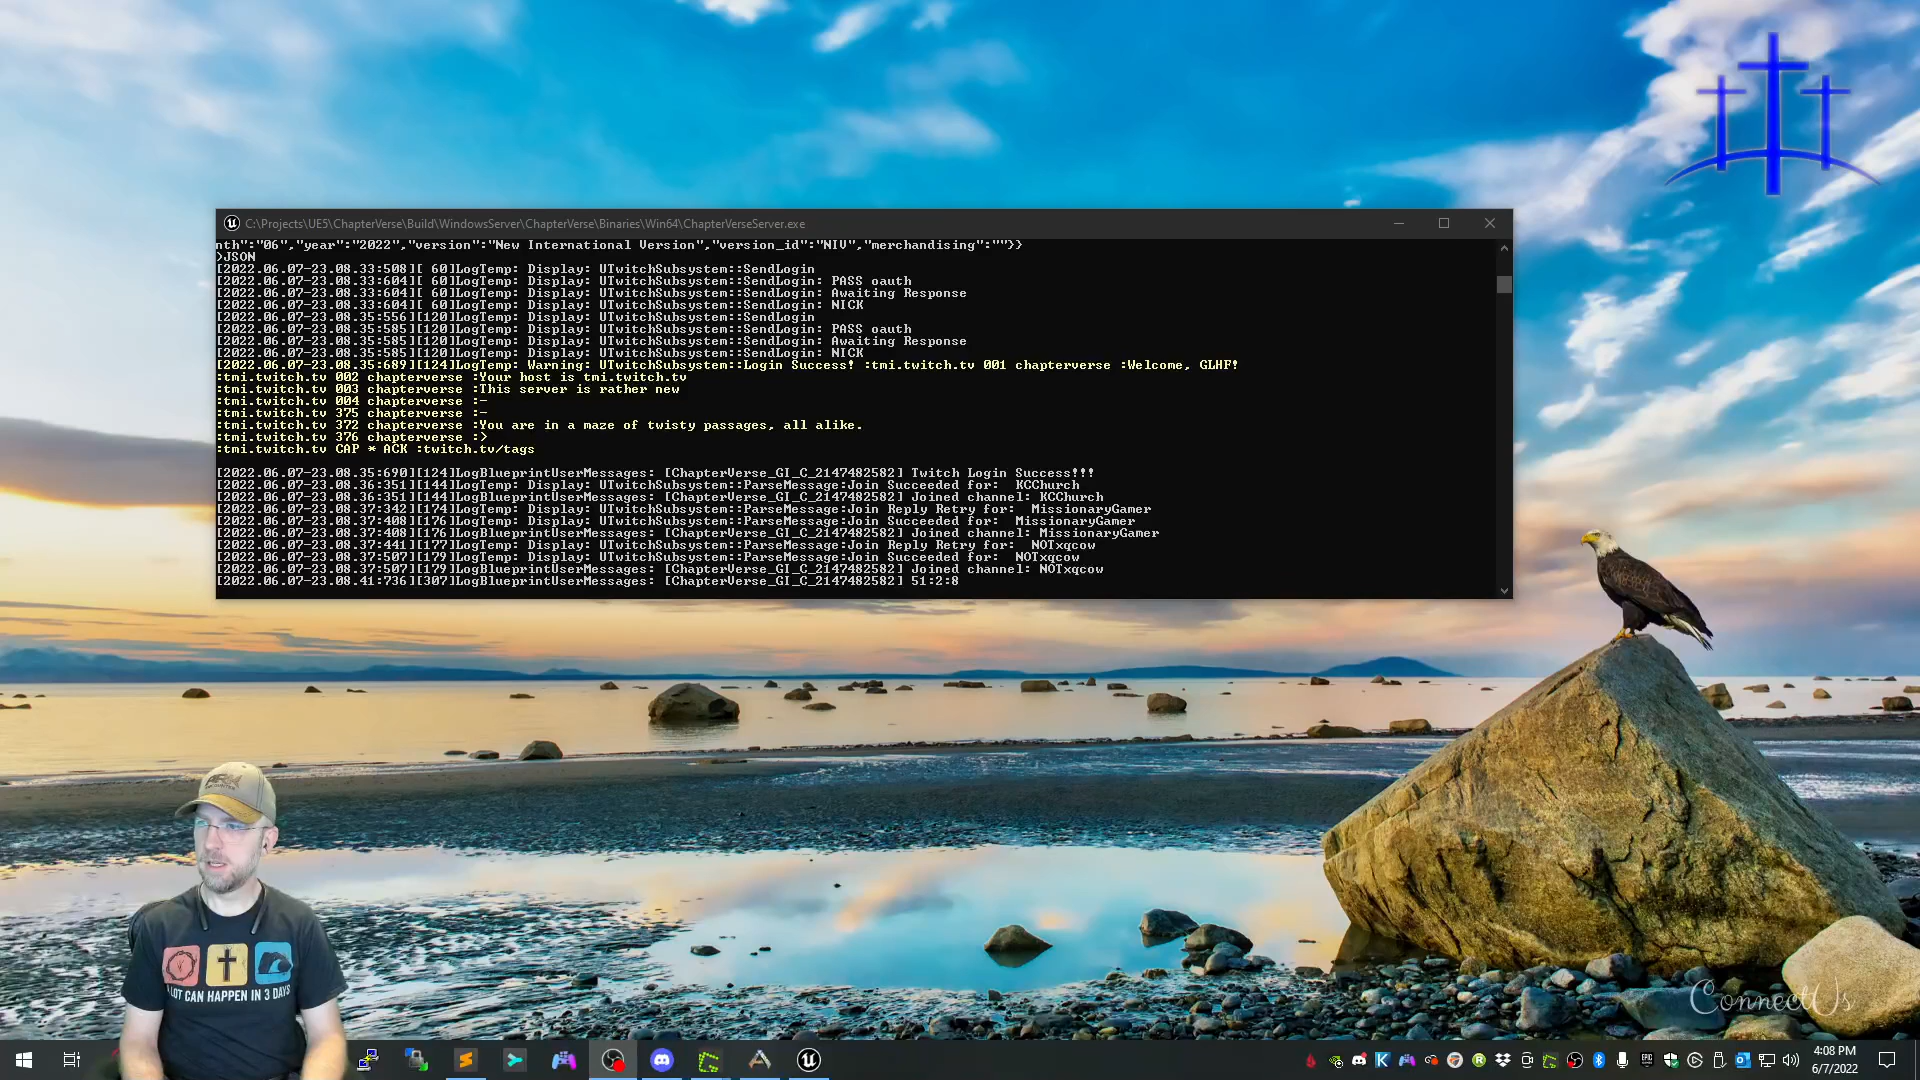 C:\Projects\UE5\ChapterVerse\Build\WindowsServer\ChapterVerse\Binaries\Win64\ChapterVerseServer.exe
nth":"06","year":"2022","version":"New International Version","version_id":"NIV","merchandising":""}}
>JSON
[2022.06.07-23.08.33:508][ 60]LogTemp: Display: UTwitchSubsystem::SendLogin
[2022.06.07-23.08.33:604][ 60]LogTemp: Display: UTwitchSubsystem::SendLogin: PASS oauth
[2022.06.07-23.08.33:604][ 60]LogTemp: Display: UTwitchSubsystem::SendLogin: Awaiting Response
[2022.06.07-23.08.33:604][ 60]LogTemp: Display: UTwitchSubsystem::SendLogin: NICK
[2022.06.07-23.08.35:556][120]LogTemp: Display: UTwitchSubsystem::SendLogin
[2022.06.07-23.08.35:585][120]LogTemp: Display: UTwitchSubsystem::SendLogin: PASS oauth
[2022.06.07-23.08.35:585][120]LogTemp: Display: UTwitchSubsystem::SendLogin: Awaiting Response
[2022.06.07-23.08.35:585][120]LogTemp: Display: UTwitchSubsystem::SendLogin: NICK
[2022.06.07-23.08.35:689][124]LogTemp: Warning: UTwitchSubsystem::Login Success! :tmi.twitch.tv 001 chapterverse :Welcome, GLHF!
:tmi.twitch.tv 002 chapterverse :Your host is tmi.twitch.tv
:tmi.twitch.tv 003 chapterverse :This server is rather new
:tmi.twitch.tv 004 chapterverse :-
:tmi.twitch.tv 375 chapterverse :-
:tmi.twitch.tv 372 chapterverse :You are in a maze of twisty passages, all alike.
:tmi.twitch.tv 376 chapterverse :>
:tmi.twitch.tv CAP * ACK :twitch.tv/tags
[2022.06.07-23.08.35:690][124]LogBlueprintUserMessages: [ChapterVerse_GI_C_2147482582] Twitch Login Success!!!
[2022.06.07-23.08.36:351][144]LogTemp: Display: UTwitchSubsystem::ParseMessage:Join Succeeded for:  KCChurch
[2022.06.07-23.08.36:351][144]LogBlueprintUserMessages: [ChapterVerse_GI_C_2147482582] Joined channel: KCChurch
[2022.06.07-23.08.37:342][174]LogTemp: Display: UTwitchSubsystem::ParseMessage:Join Reply Retry for:  MissionaryGamer
[2022.06.07-23.08.37:408][176]LogTemp: Display: UTwitchSubsystem::ParseMessage:Join Succeeded for:  MissionaryGamer
[2022.06.07-23.08.37:408][176]LogBlueprintUserMessages: [ChapterVerse_GI_C_2147482582] Joined channel: MissionaryGamer
[2022.06.07-23.08.37:441][177]LogTemp: Display: UTwitchSubsystem::ParseMessage:Join Reply Retry for:  NOTxqcow
[2022.06.07-23.08.37:507][179]LogTemp: Display: UTwitchSubsystem::ParseMessage:Join Succeeded for:  NOTxqcow
[2022.06.07-23.08.37:507][179]LogBlueprintUserMessages: [ChapterVerse_GI_C_2147482582] Joined channel: NOTxqcow
[2022.06.07-23.08.41:736][307]LogBlueprintUserMessages: [ChapterVerse_GI_C_2147482582] 51:2:8
LOT CAN HAPPEN IN 3 DAYS
ConnectUs
4:08 PM
6/7/2022